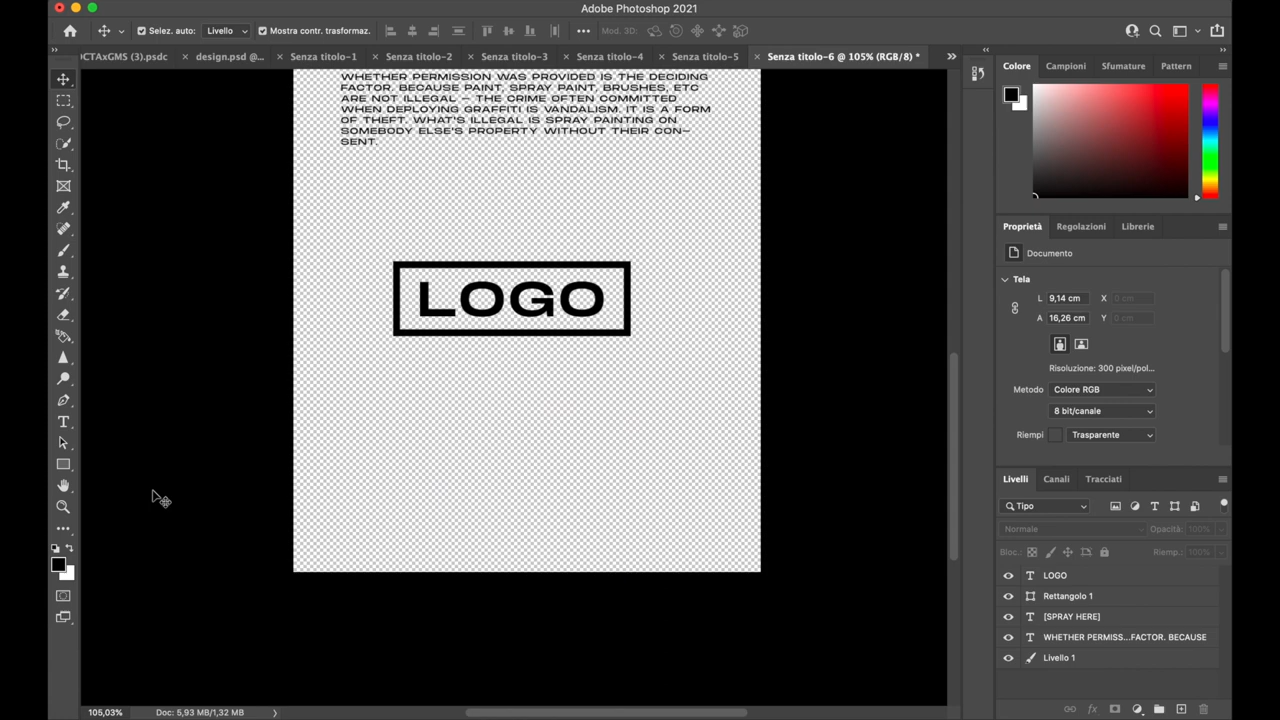 Adobe Photoshop 2021
Selez. auto: Livello Mostra contr. trasformaz. Mod. 3D:
CTAxGMS (3).psdc design.psd @... Senza titolo-1 Senza titolo-2 Senza titolo-3 Senza titolo-4 Senza titolo-5 Senza titolo-6 @ 105% (RGB/8) *
WHETHER PERMISSION WAS PROVIDED IS THE DECIDING
FACTOR. BECAUSE PAINT, SPRAY PAINT, BRUSHES, ETC
ARE NOT ILLEGAL – THE CRIME OFTEN COMMITTED
WHEN DEPLOYING GRAFFITI IS VANDALISM. IT IS A FORM
OF THEFT. WHAT'S ILLEGAL IS SPRAY PAINTING ON
SOMEBODY ELSE'S PROPERTY WITHOUT THEIR CON-
SENT.
LOGO
Colore Campioni Sfumature Pattern
Proprietà Regolazioni Librerie
Documento
Tela
L 9,14 cm X 0 cm
A 16,26 cm Y 0 cm
Risoluzione: 300 pixel/pol...
Metodo Colore RGB
8 bit/canale
Riempi Trasparente
Livelli Canali Tracciati
Tipo
Normale Opacità: 100%
Bloc.: Riemp.: 100%
LOGO
Rettangolo 1
[SPRAY HERE]
WHETHER PERMISS...FACTOR. BECAUSE
Livello 1
105,03% Doc: 5,93 MB/1,32 MB